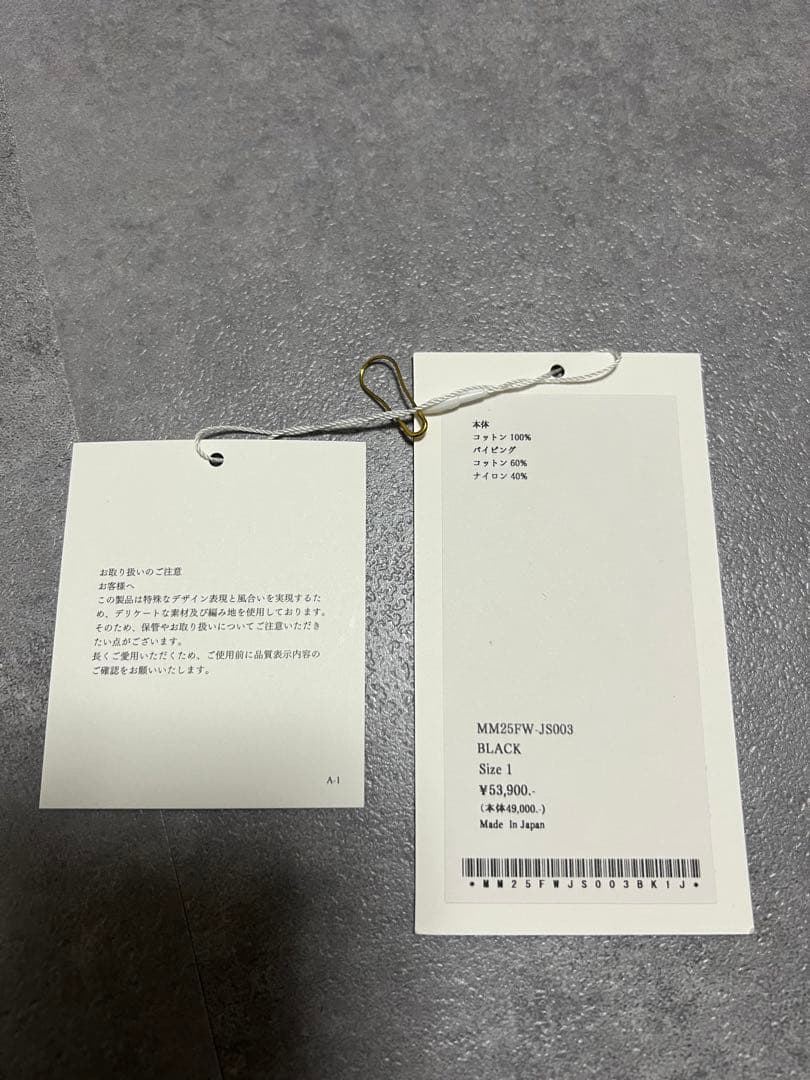 お取り扱いのご注意
お客様へ
この製品は特殊なデザイン表現と風合いを実現するた
め、デリケートな素材及び編み地を使用しております。
そのため、保管やお取り扱いについてご注意いただき
たい点がございます。
長くご愛用いただくため、ご使用前に品質表示内容の
ご確認をお願いいたします。
A-1
本体
コットン 100%
パイピング
コットン 60%
ナイロン 40%
MM25FW-JS003
BLACK
Size 1
¥53,900.-
(本体49,000.-)
Made In Japan
*MM25FWJS003BK1J*